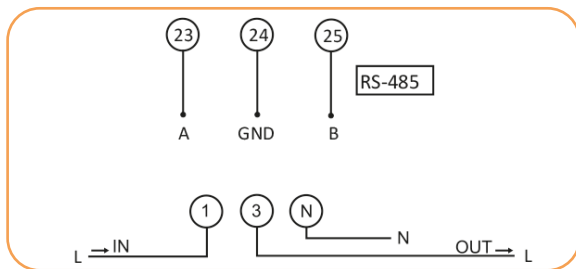 23 24 25
RS-485
A GND B
1 3 N
N
L → IN OUT → L